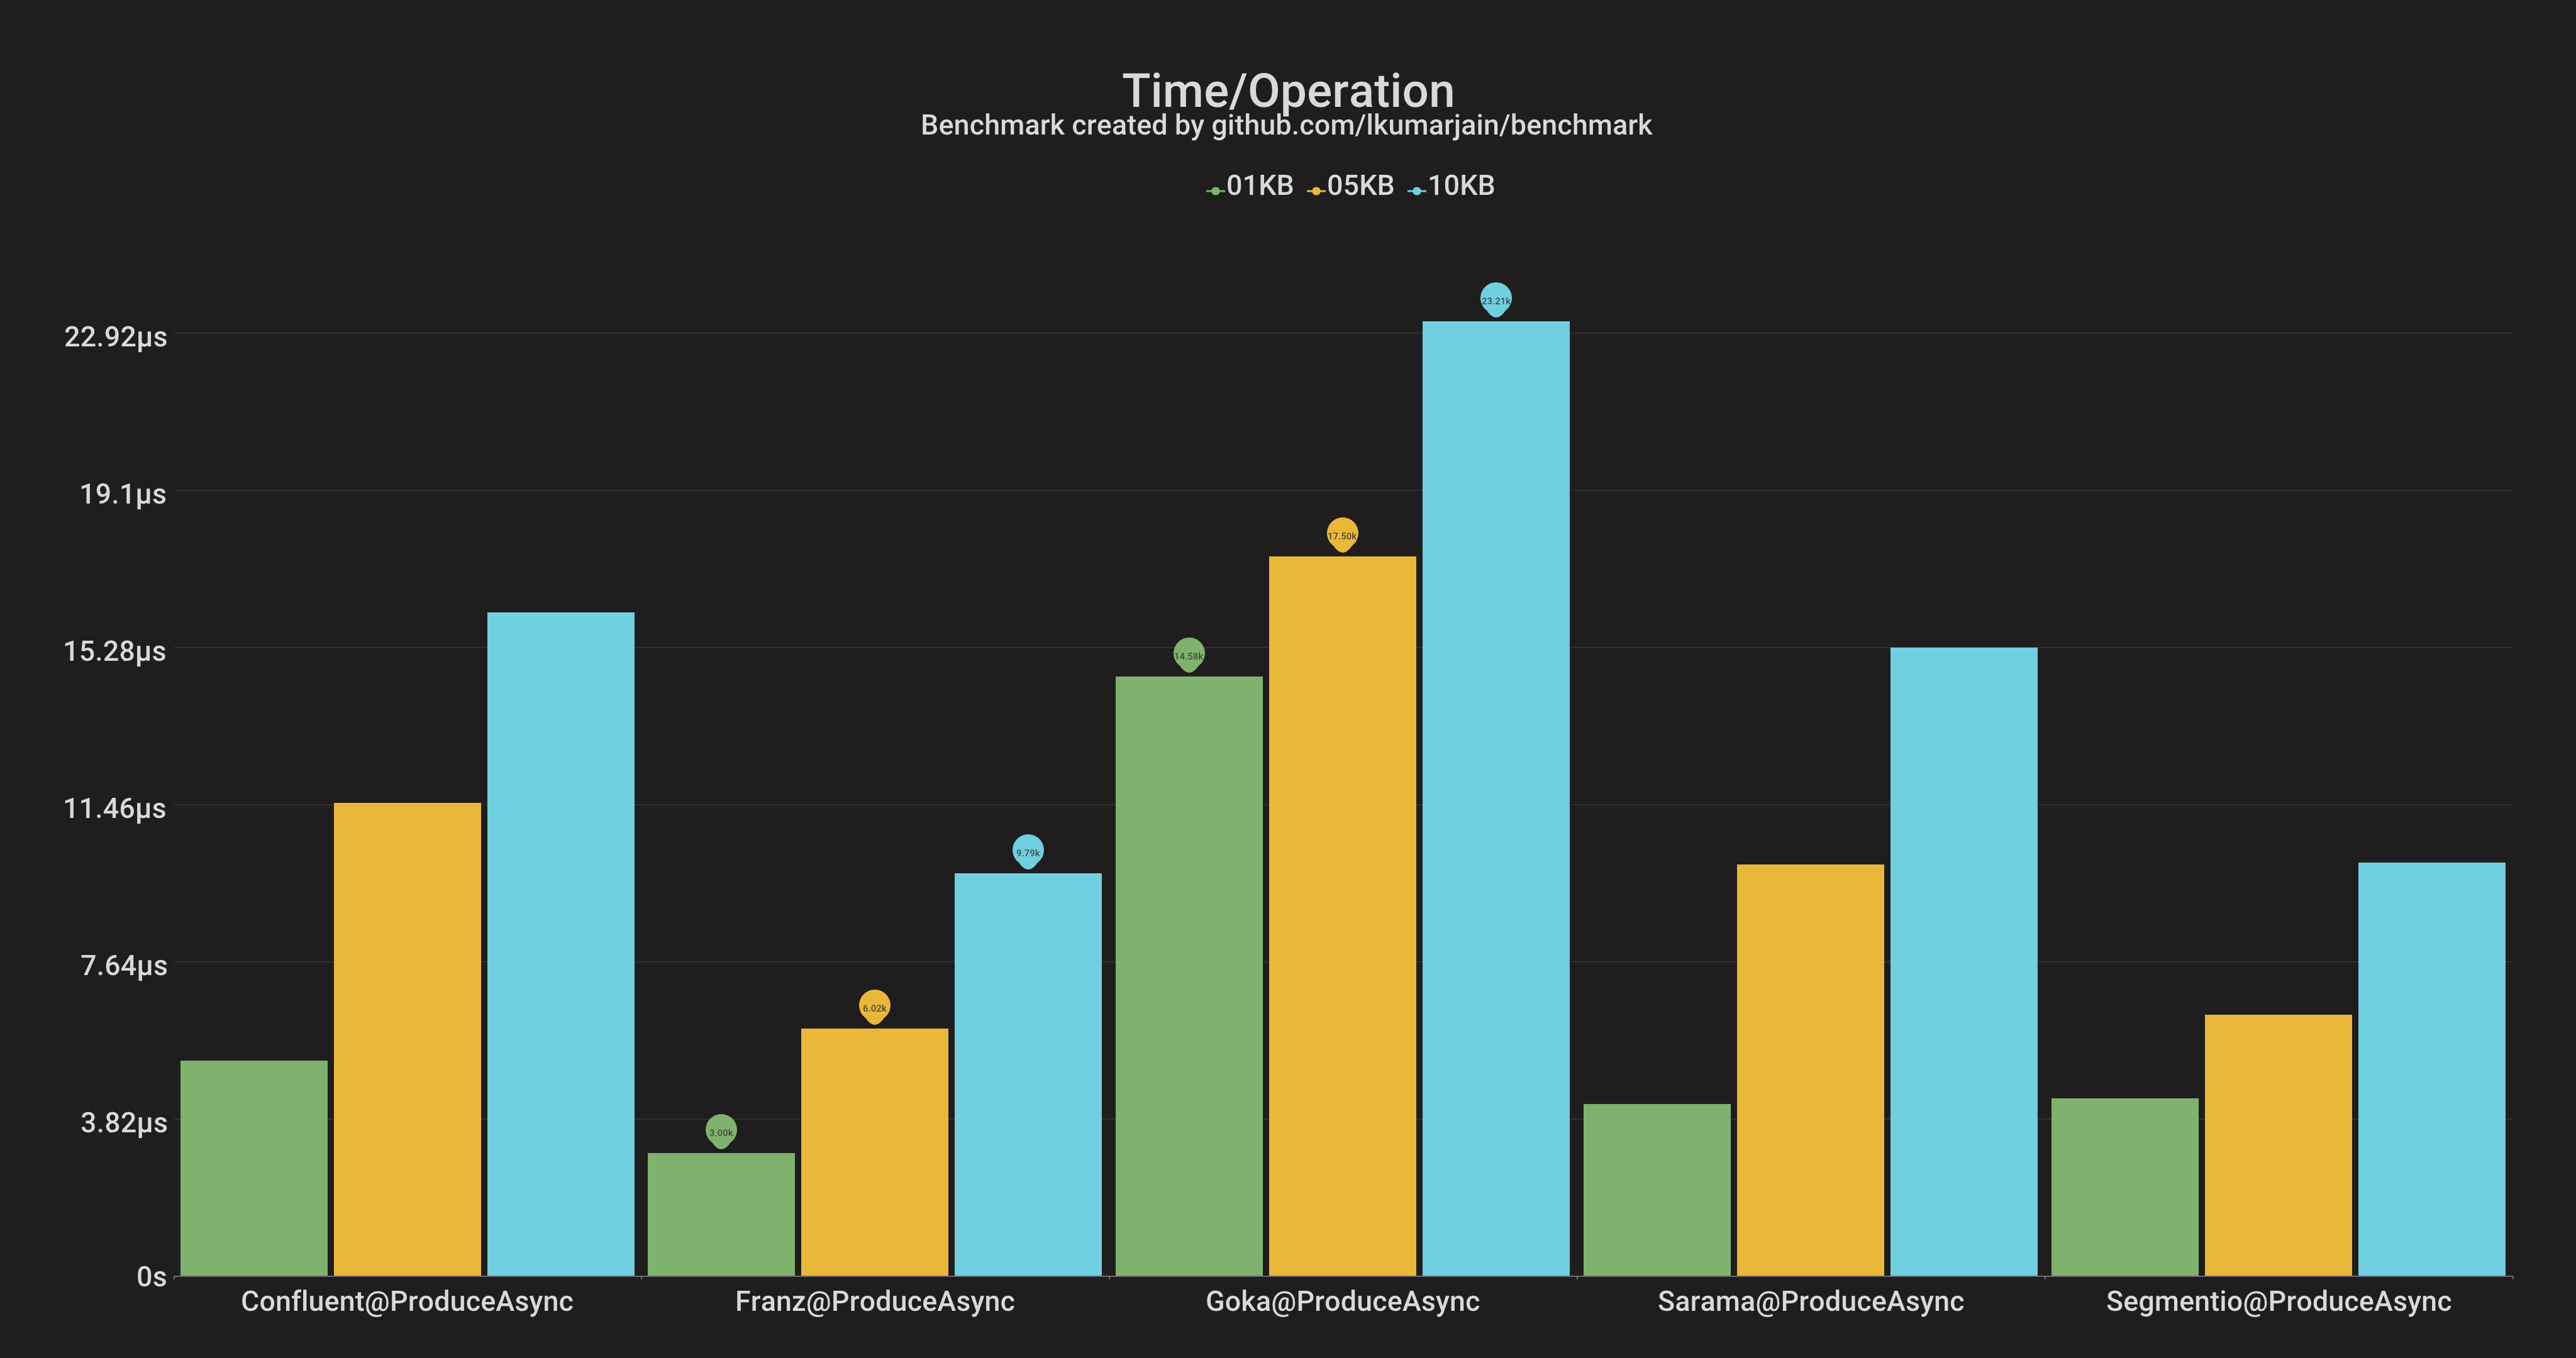 Time/Operation
Benchmark created by github.com/lkumarjain/benchmark
01KB 05KB 10KB
22.92µs
19.1µs
15.28µs
11.46µs
7.64µs
3.82µs
0s
23.21k
17.50k
14.58k
9.79k
6.02k
3.00k
Confluent@ProduceAsync Franz@ProduceAsync Goka@ProduceAsync Sarama@ProduceAsync Segmentio@ProduceAsync